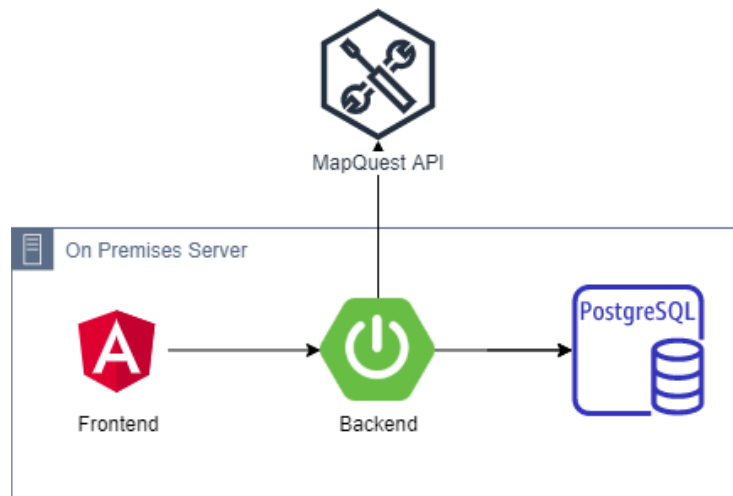 MapQuest API
On Premises Server
PostgreSQL
A
Frontend
Backend